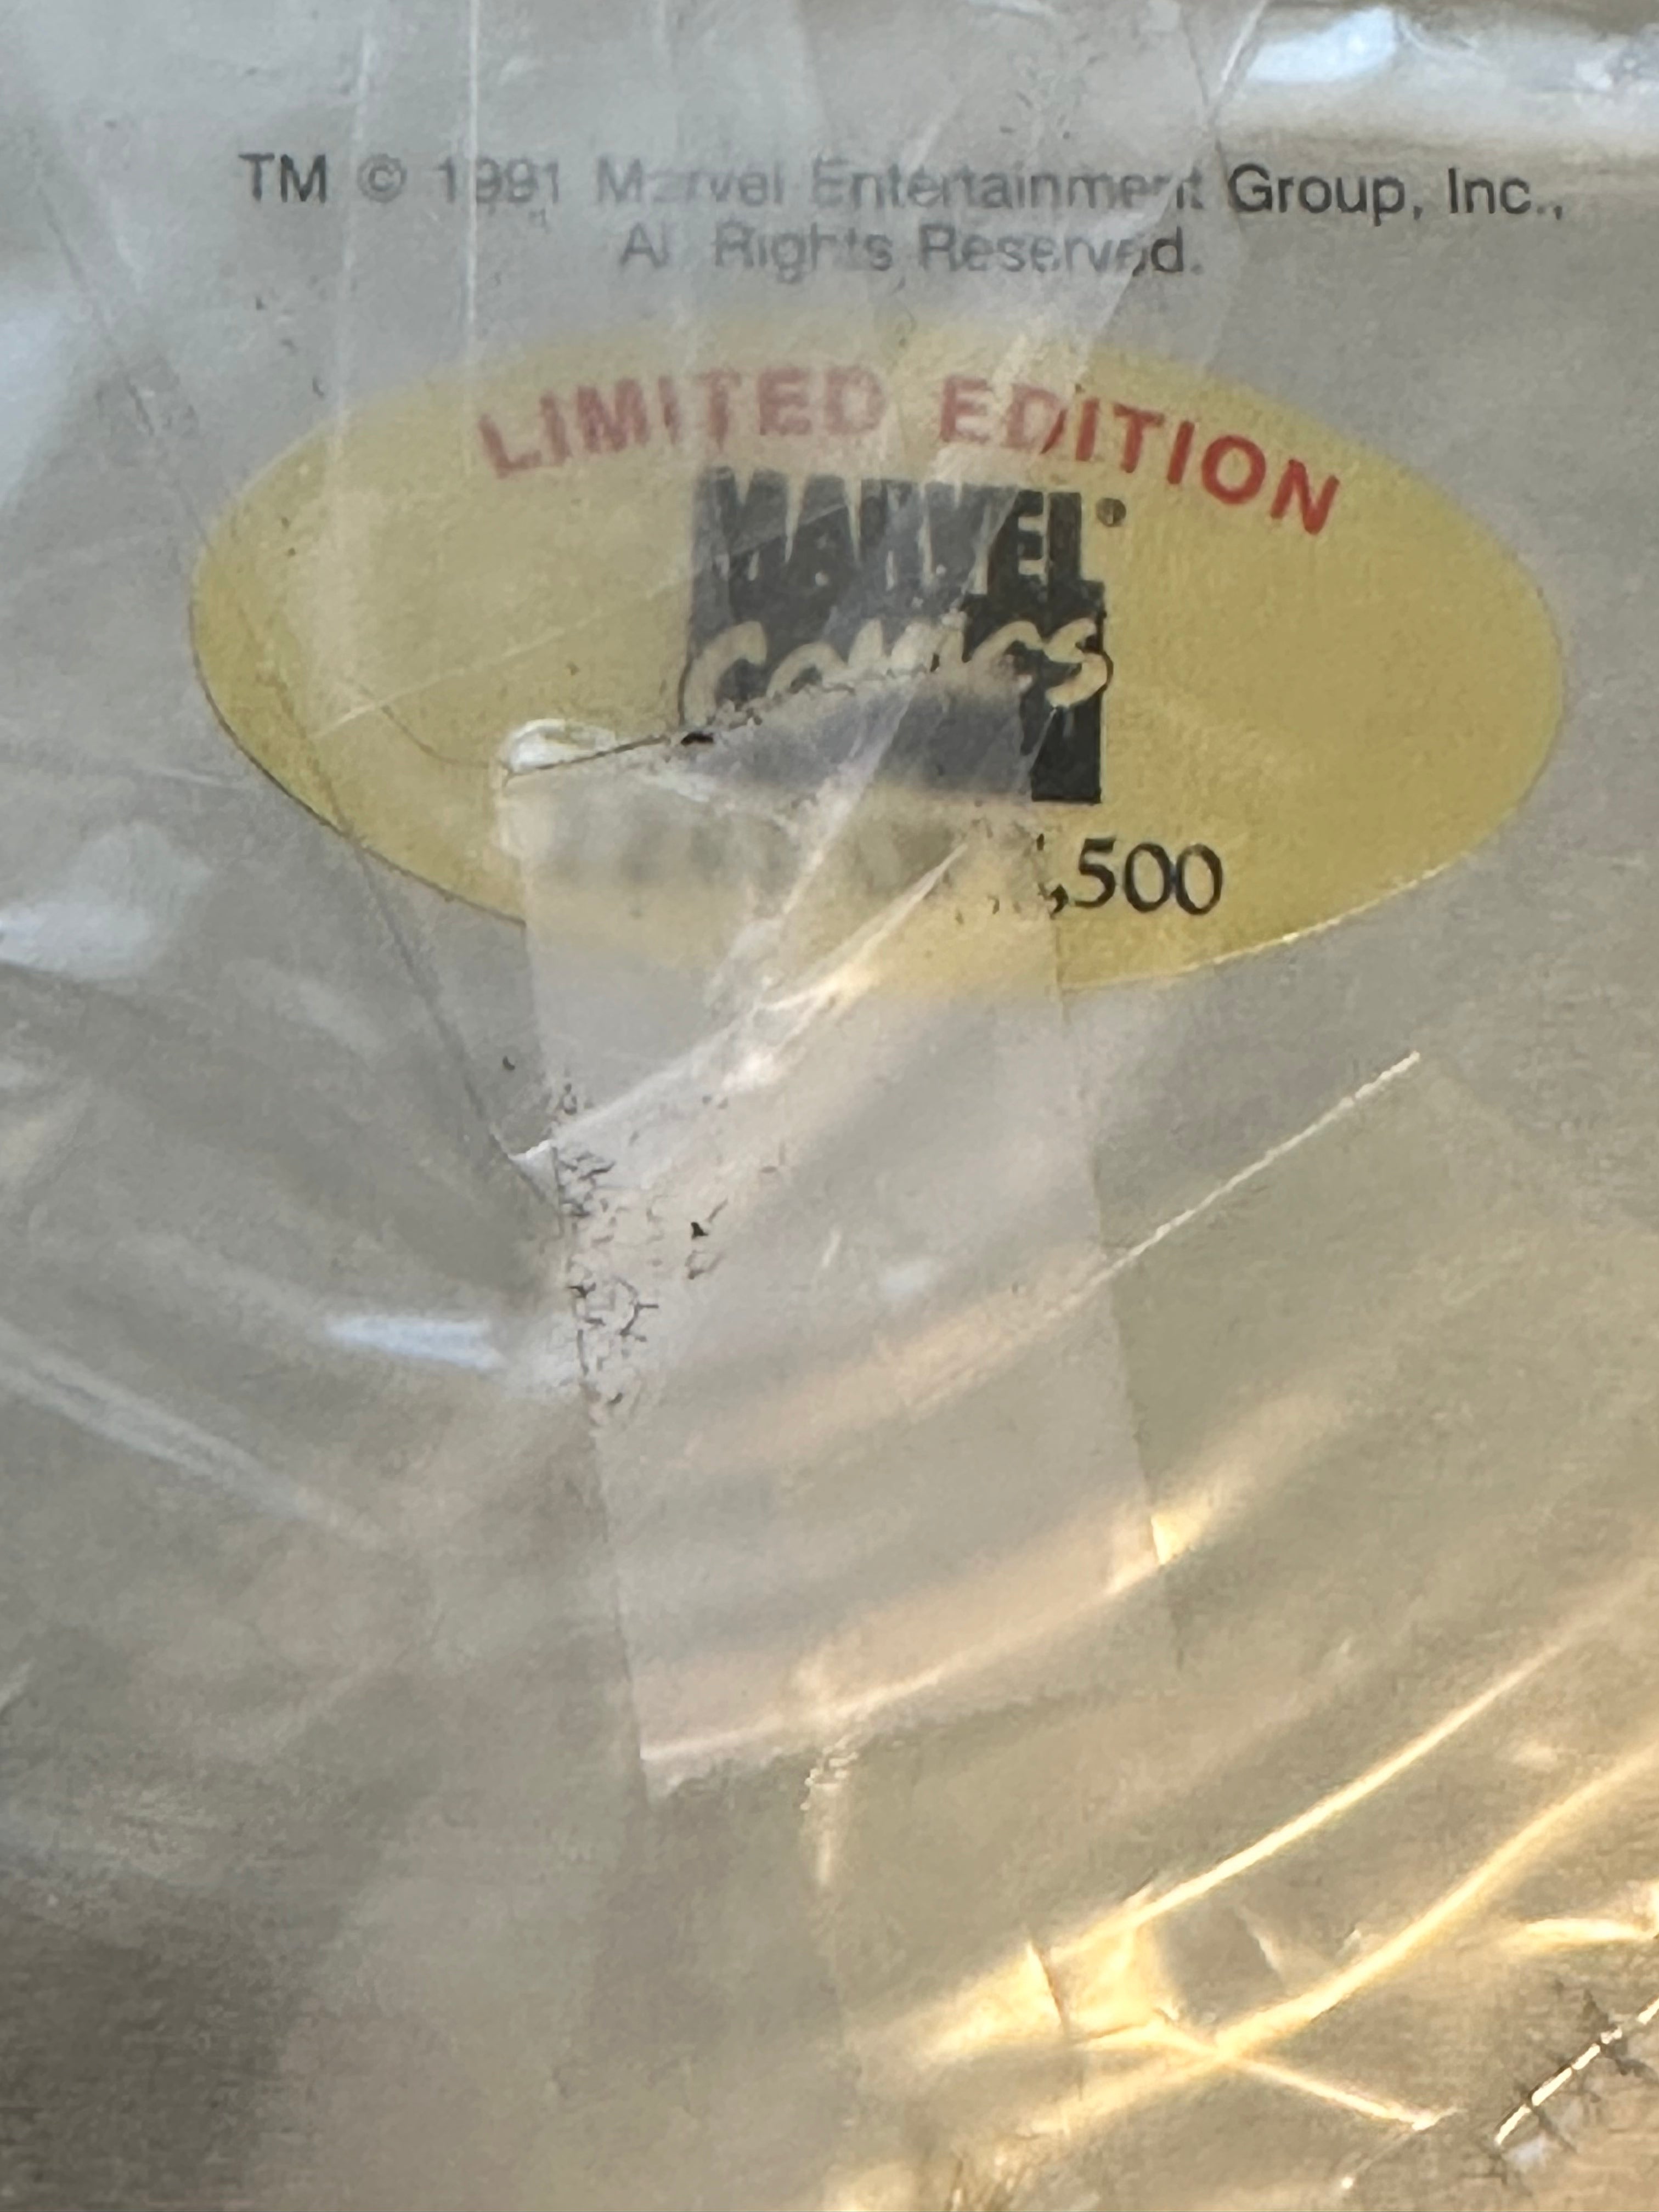 TM © 1991 Marvel Entertainment Group, Inc.,
All Rights Reserved.
LIMITED EDITION
MARVEL®
COMICS
,500